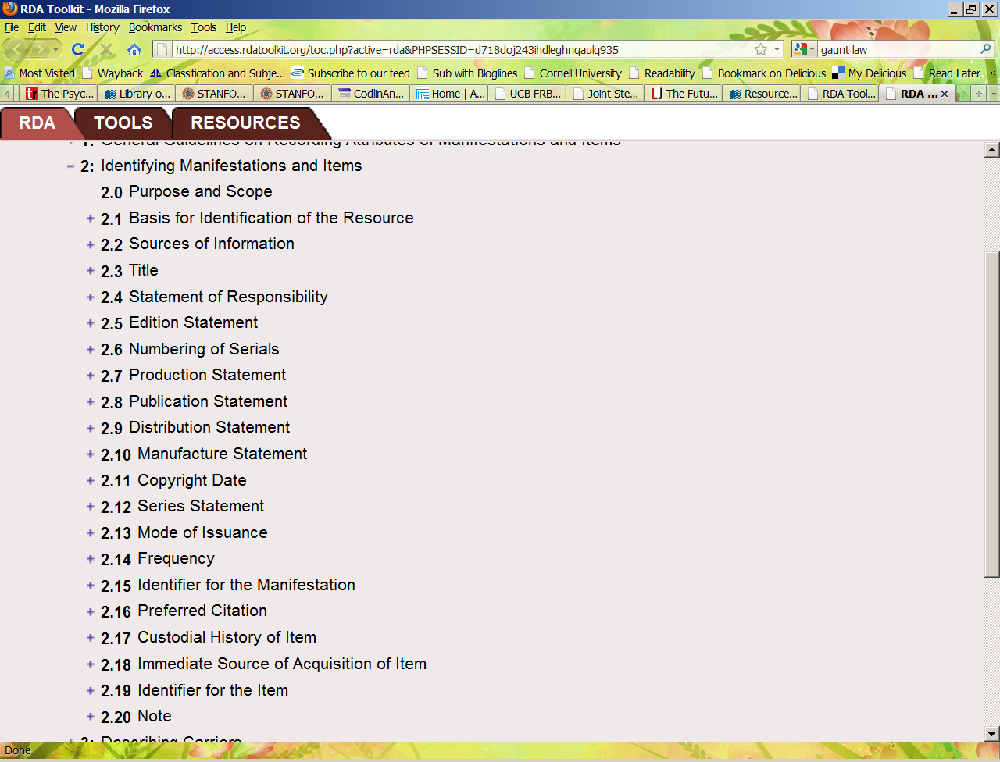 RDA Toolkit - Mozilla Firefox
File Edit View History Bookmarks Tools Help
http://access.rdatoolkit.org/toc.php?active=rda&PHPSESSID=d718doj243ihdleghnqaulq935 gaunt law
Most Visited Wayback Classification and Subje... Subscribe to our feed Sub with Bloglines Cornell University Readability Bookmark on Delicious My Delicious Read Later »
The Psyc... Library o... STANFO... STANFO... CodlinAn... Home | A... UCB FRB... Joint Ste... The Futu... Resource... RDA Tool... RDA ...
RDA TOOLS RESOURCES
1: General Guidelines on Recording Attributes of Manifestations and Items
2: Identifying Manifestations and Items
2.0 Purpose and Scope
2.1 Basis for Identification of the Resource
2.2 Sources of Information
2.3 Title
2.4 Statement of Responsibility
2.5 Edition Statement
2.6 Numbering of Serials
2.7 Production Statement
2.8 Publication Statement
2.9 Distribution Statement
2.10 Manufacture Statement
2.11 Copyright Date
2.12 Series Statement
2.13 Mode of Issuance
2.14 Frequency
2.15 Identifier for the Manifestation
2.16 Preferred Citation
2.17 Custodial History of Item
2.18 Immediate Source of Acquisition of Item
2.19 Identifier for the Item
2.20 Note
3: Describing Carriers
Done